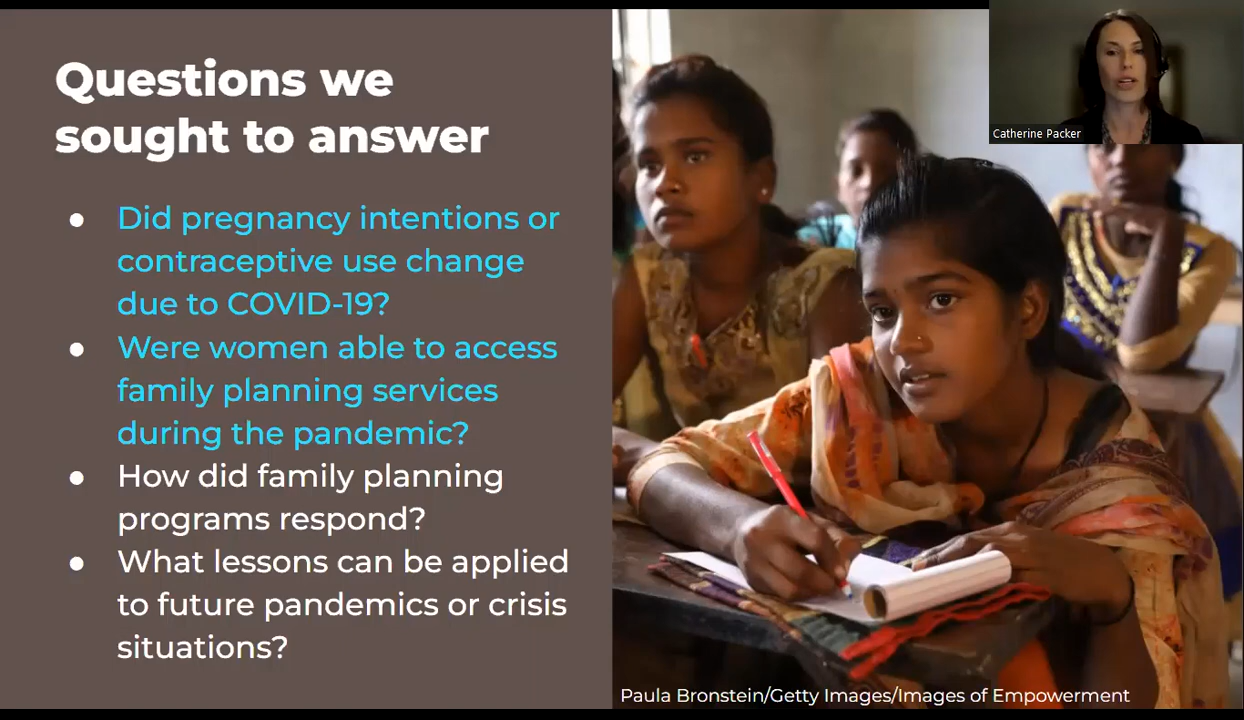 Questions we
sought to answer
● Did pregnancy intentions or
contraceptive use change
due to COVID-19?
● Were women able to access
family planning services
during the pandemic?
● How did family planning
programs respond?
● What lessons can be applied
to future pandemics or crisis
situations?
Catherine Packer
Paula Bronstein/Getty Images/Images of Empowerment